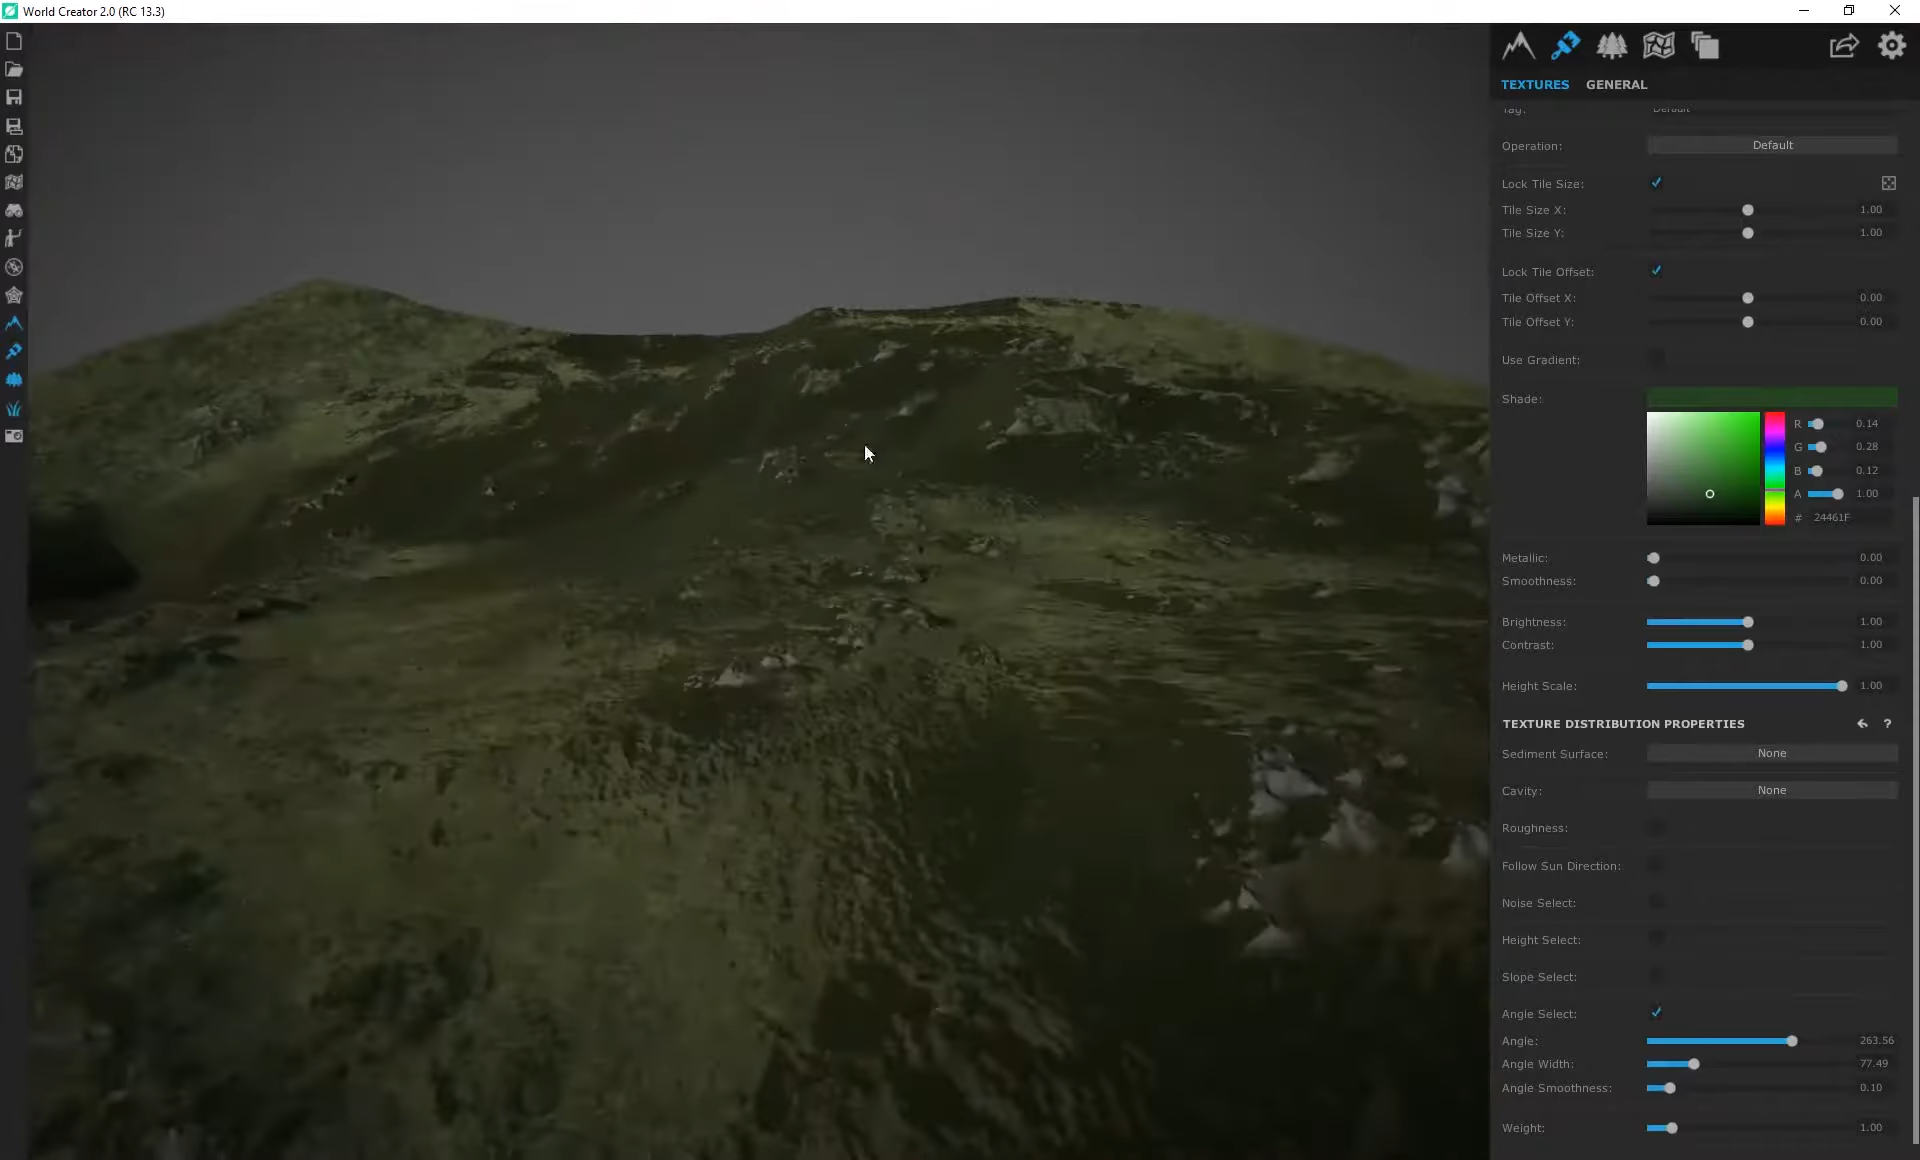 World Creator 2.0 (RC 13.3)
TEXTURES GENERAL
Tag: Default
Operation: Default
Lock Tile Size:
Tile Size X: 1.00
Tile Size Y: 1.00
Lock Tile Offset:
Tile Offset X: 0.00
Tile Offset Y: 0.00
Use Gradient:
Shade:
R 0.14
G 0.28
B 0.12
A 1.00
# 24461F
Metallic: 0.00
Smoothness: 0.00
Brightness: 1.00
Contrast: 1.00
Height Scale: 1.00
TEXTURE DISTRIBUTION PROPERTIES ?
Sediment Surface: None
Cavity: None
Roughness:
Follow Sun Direction:
Noise Select:
Height Select:
Slope Select:
Angle Select:
Angle: 263.56
Angle Width: 77.49
Angle Smoothness: 0.10
Weight: 1.00